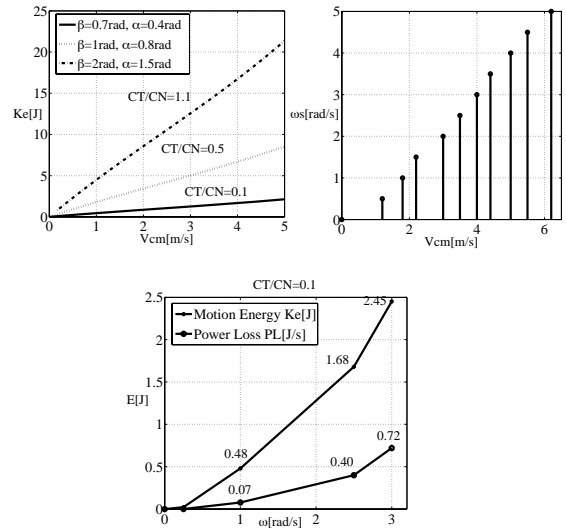 25
20
15
10
5
0
Ke[J]
β=0.7rad, α=0.4rad
β=1rad, α=0.8rad
β=2rad, α=1.5rad
CT/CN=1.1
CT/CN=0.5
CT/CN=0.1
0 1 2 3 4 5
Vcm[m/s]
5
4
3
2
1
0
ωs[rad/s]
0 2 4 6
Vcm[m/s]
CT/CN=0.1
2.5
2
1.5
1
0.5
0
E[J]
Motion Energy Ke[J]
Power Loss PL[J/s]
2.45
1.68
0.48
0.72
0.40
0.07
0 1 2 3
ω[rad/s]